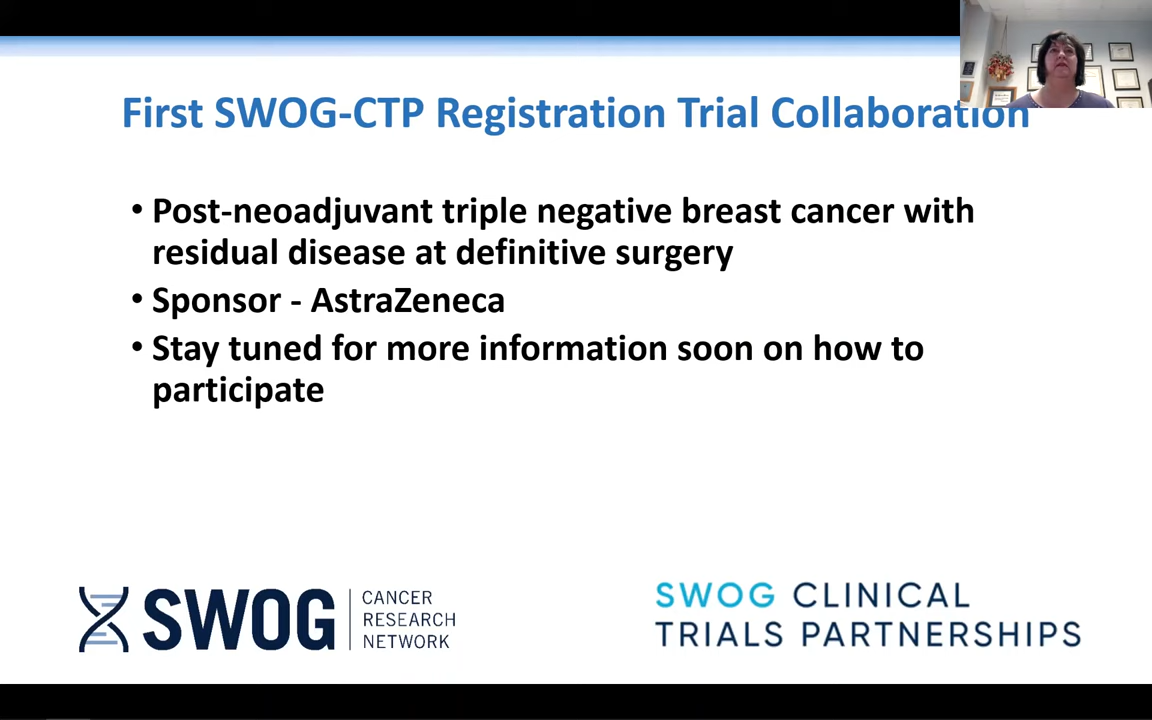 First SWOG-CTP Registration Trial Collaboration
• Post-neoadjuvant triple negative breast cancer with
residual disease at definitive surgery
• Sponsor - AstraZeneca
• Stay tuned for more information soon on how to
participate
SWOG
CANCER
RESEARCH
NETWORK
SWOG CLINICAL
TRIALS PARTNERSHIPS